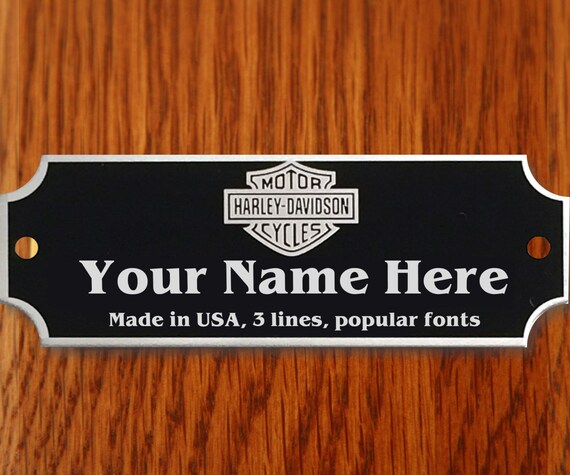 MOTOR
HARLEY-DAVIDSON
CYCLES
Your Name Here
Made in USA, 3 lines, popular fonts